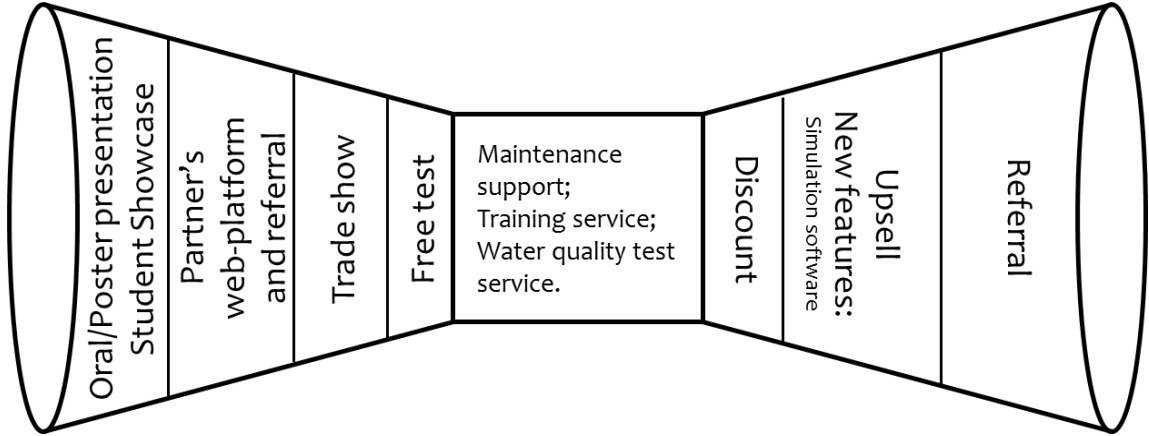 Oral/Poster presentation
Student Showcase
Partner's
web-platform
and referral
Trade show
Free test
Maintenance
support;
Training service;
Water quality test
service.
Discount
Upsell
New features:
Simulation software
Referral